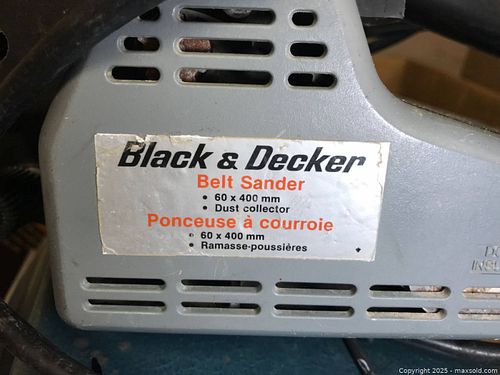 Black & Decker
Belt Sander
• 60 x 400 mm
• Dust collector
Ponceuse à courroie
• 60 x 400 mm
• Ramasse-poussières
Copyright 2025 - maxsold.com